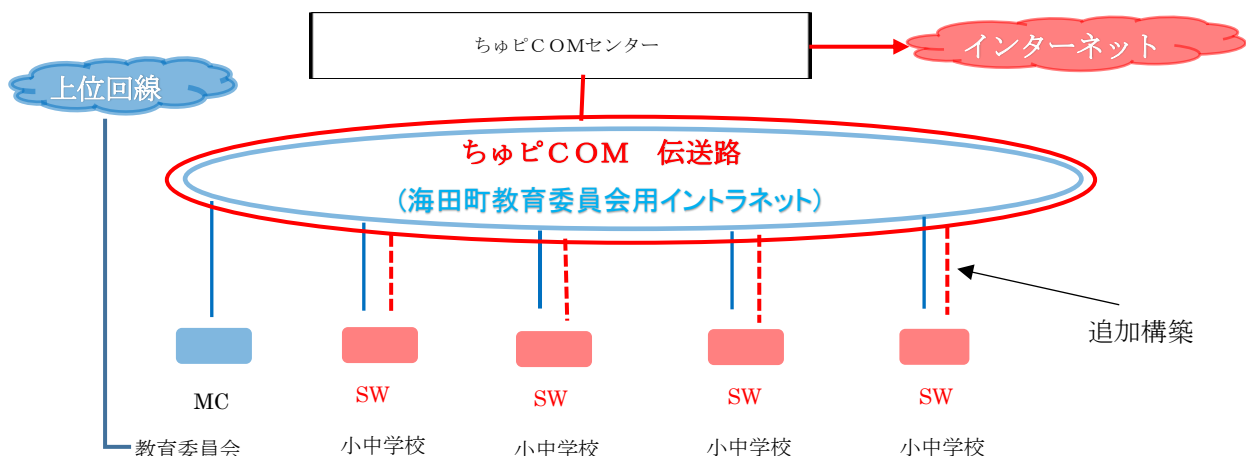 ちゅピCOMセンター
インターネット
上位回線
ちゅピCOM 伝送路
(海田町教育委員会用イントラネット)
追加構築
MC
SW
SW
SW
SW
教育委員会
小中学校
小中学校
小中学校
小中学校